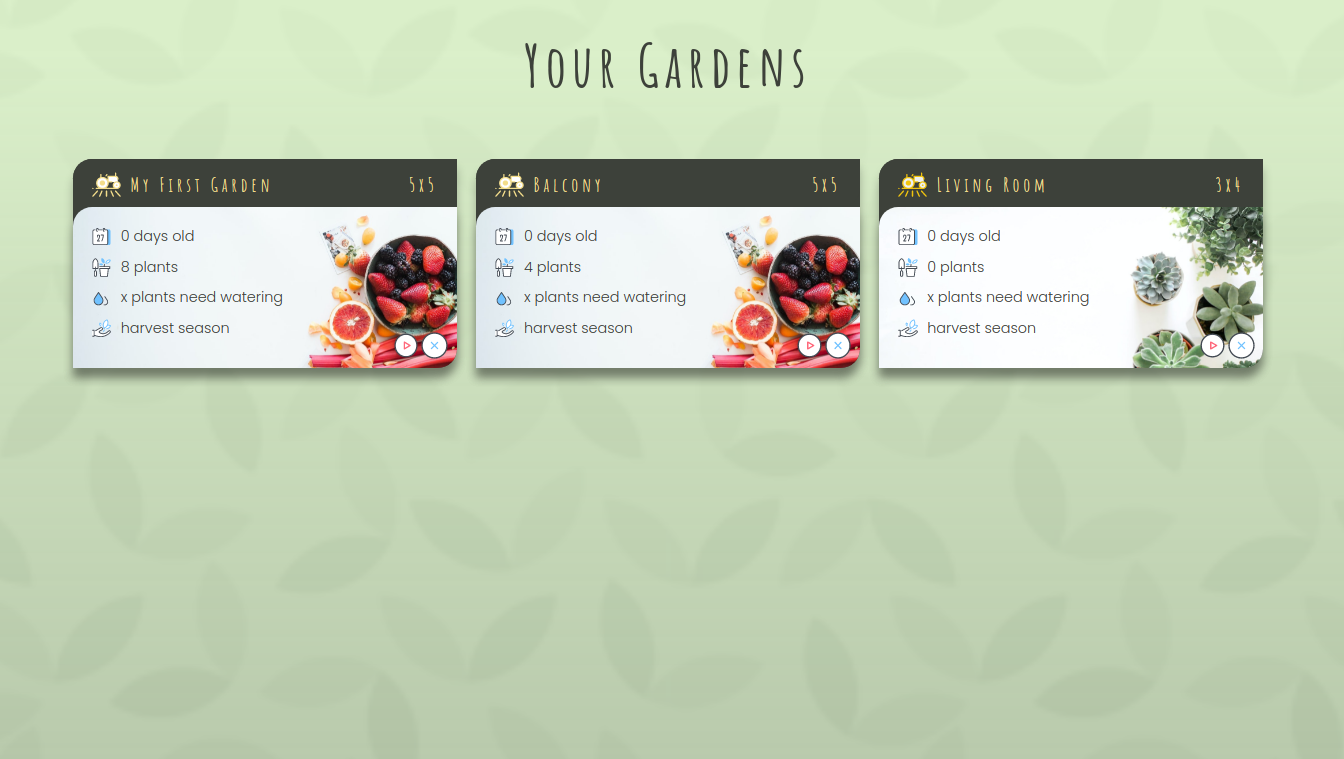 Your Gardens
My First Garden 5x5
27 0 days old
8 plants
x plants need watering
harvest season
Balcony 5x5
27 0 days old
4 plants
x plants need watering
harvest season
Living Room 3x4
27 0 days old
0 plants
x plants need watering
harvest season